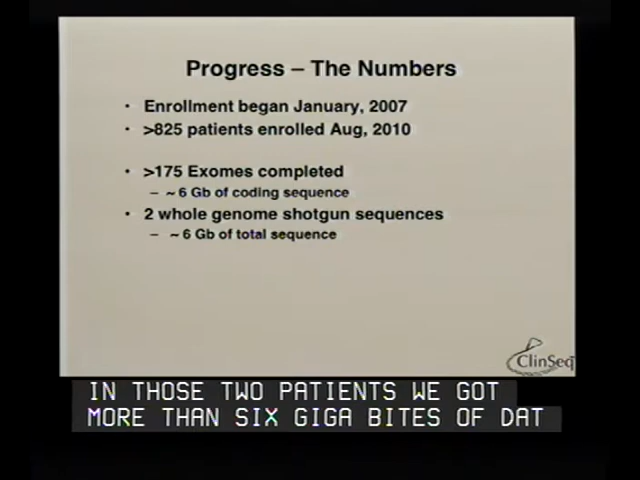 Progress – The Numbers
• Enrollment began January, 2007
• >825 patients enrolled Aug, 2010
• >175 Exomes completed
– ~ 6 Gb of coding sequence
• 2 whole genome shotgun sequences
– ~ 6 Gb of total sequence
ClinSeq
IN THOSE TWO PATIENTS WE GOT
MORE THAN SIX GIGA BITES OF DAT